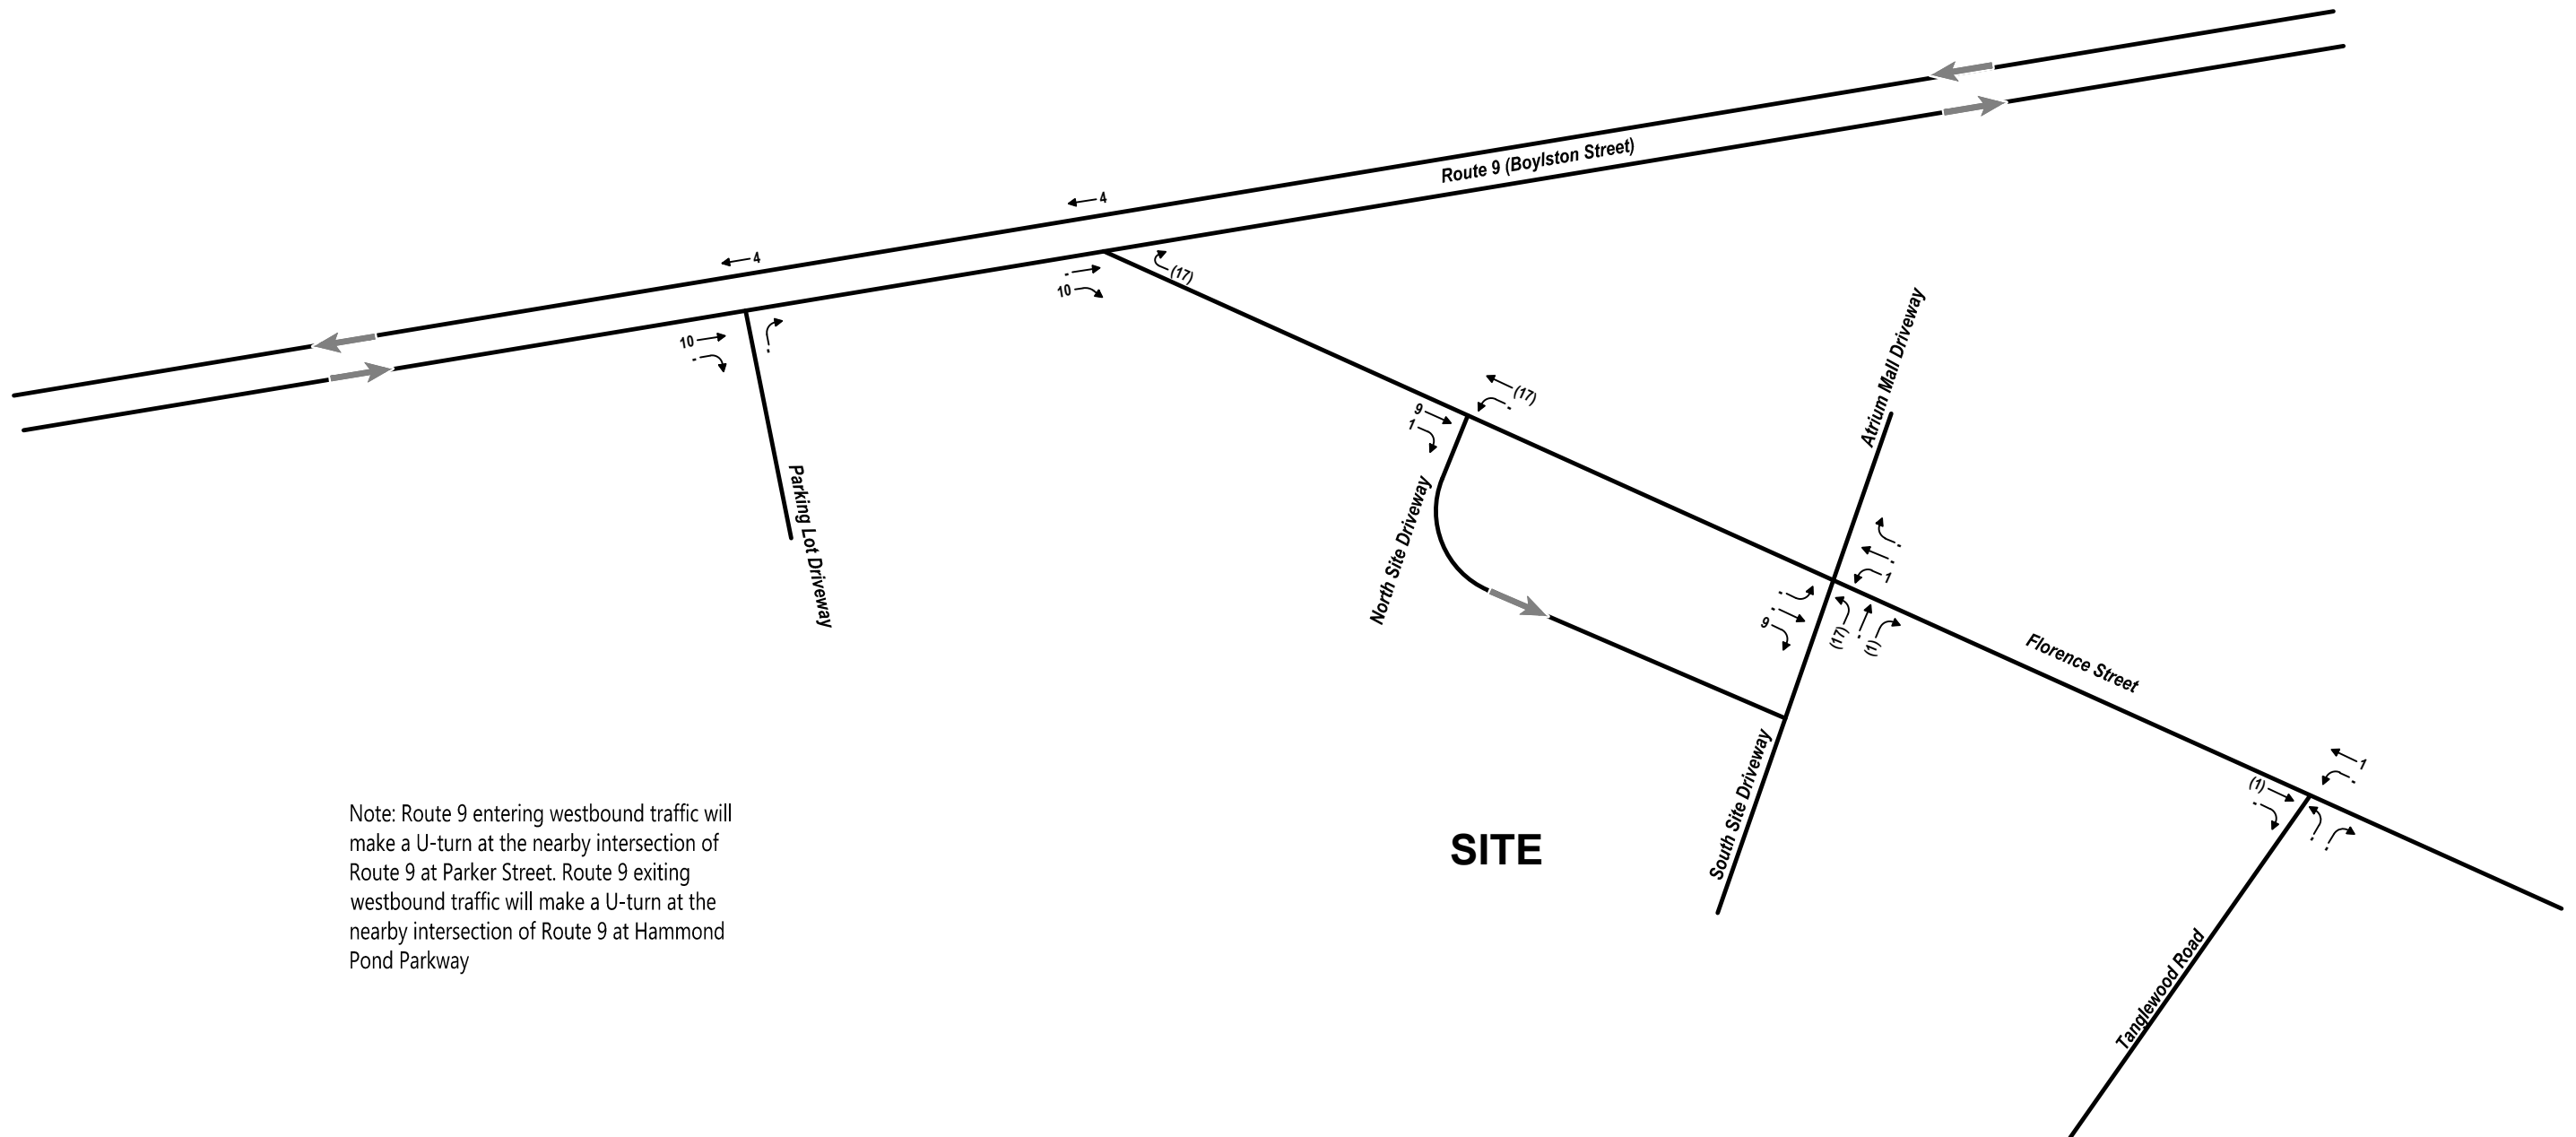 Route 9 (Boylston Street)
4
4
(17)
-
10
10
-
-
Parking Lot Driveway
Atrium Mall Driveway
(17)
-
9
1
North Site Driveway
-
-
1
-
-
9
(17)
-
(1)
Florence Street
South Site Driveway
1
-
(1)
-
-
-
Tanglewood Road
SITE
Note: Route 9 entering westbound traffic will
make a U-turn at the nearby intersection of
Route 9 at Parker Street. Route 9 exiting
westbound traffic will make a U-turn at the
nearby intersection of Route 9 at Hammond
Pond Parkway